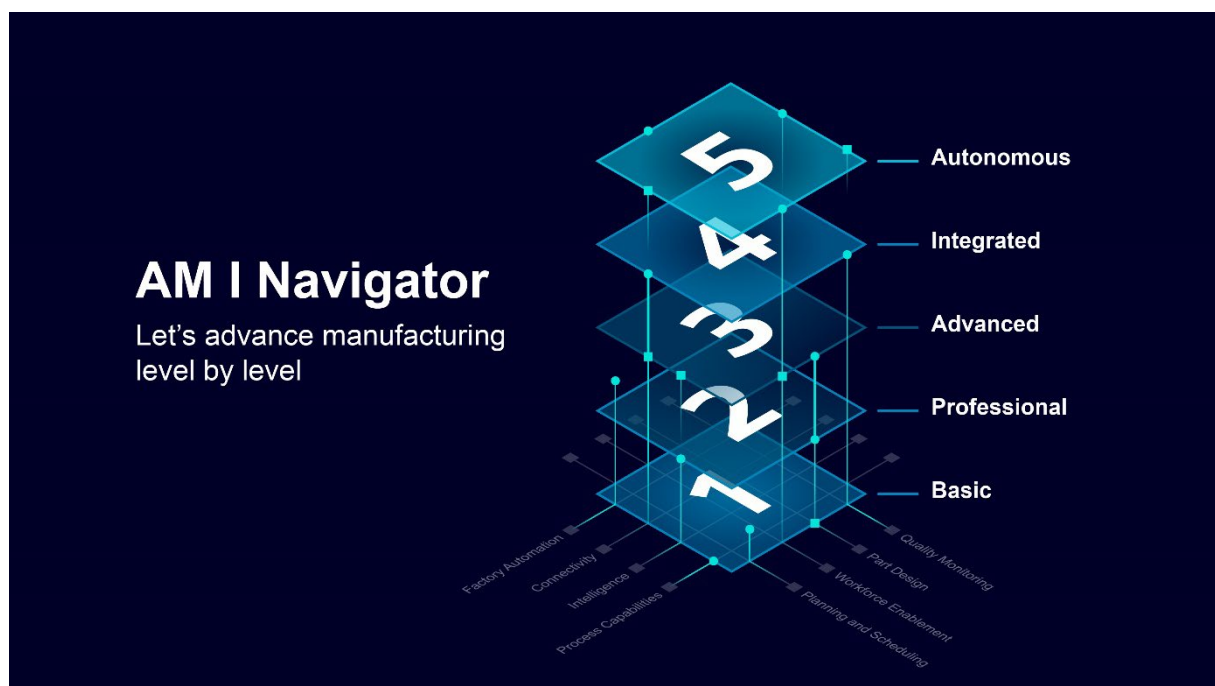 AM I Navigator
Let's advance manufacturing
level by level
5
Autonomous
4
Integrated
3
Advanced
2
Professional
1
Basic
Factory Automation
Connectivity
Intelligence
Process Capabilities
Quality Monitoring
Part Design
Workforce Enablement
Planning and Scheduling